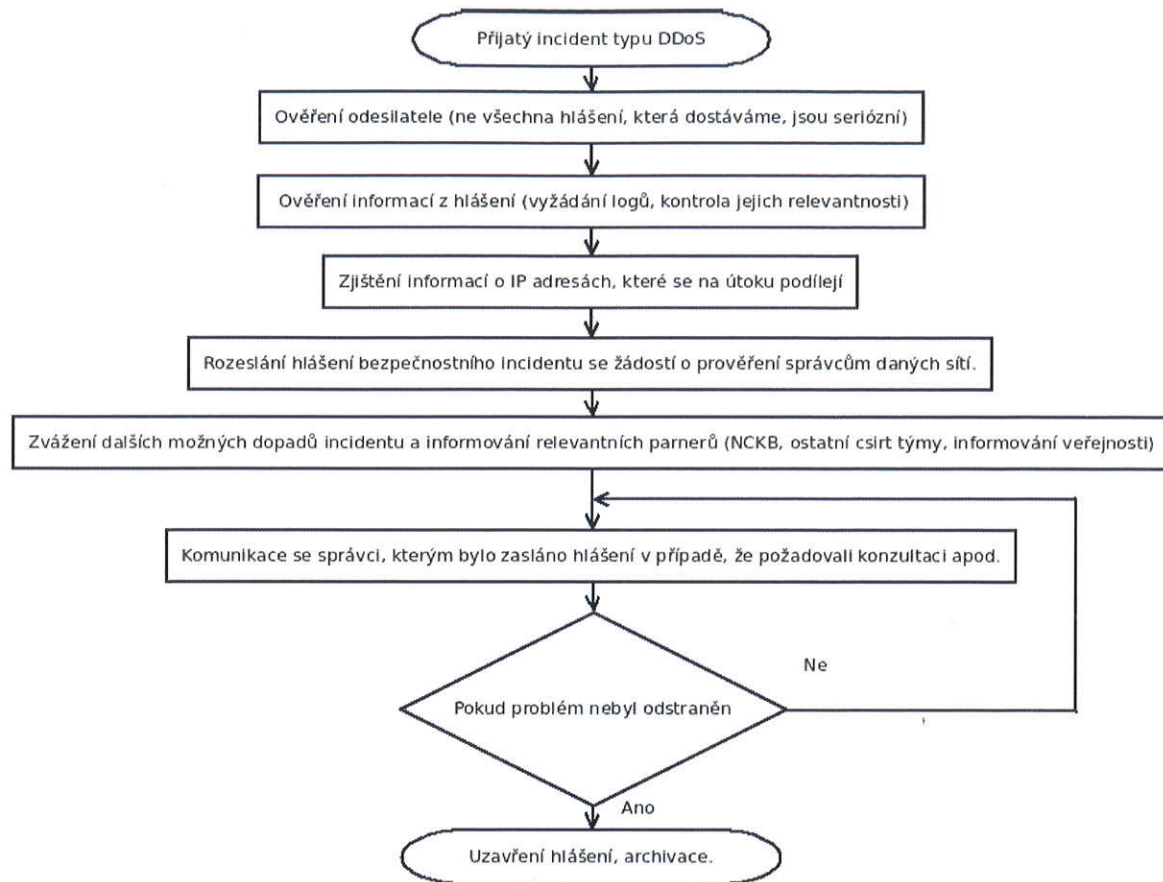 Přijatý incident typu DDoS
Ověření odesilatele (ne všechna hlášení, která dostáváme, jsou seriózní)
Ověření informací z hlášení (vyžádání logů, kontrola jejich relevantnosti)
Zjištění informací o IP adresách, které se na útoku podílejí
Rozeslání hlášení bezpečnostního incidentu se žádostí o prověření správcům daných sítí.
Zvážení dalších možných dopadů incidentu a informování relevantních parnerů (NCKB, ostatní csirt týmy, informování veřejnosti)
Komunikace se správci, kterým bylo zasláno hlášení v případě, že požadovali konzultaci apod.
Ne
Pokud problém nebyl odstraněn
Ano
Uzavření hlášení, archivace.